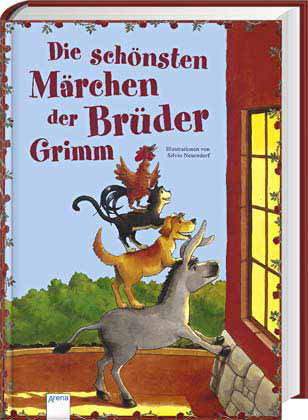 Die schönsten
Märchen
der Brüder
Grimm
Illustrationen von
Silvio Neuendorf
Arena